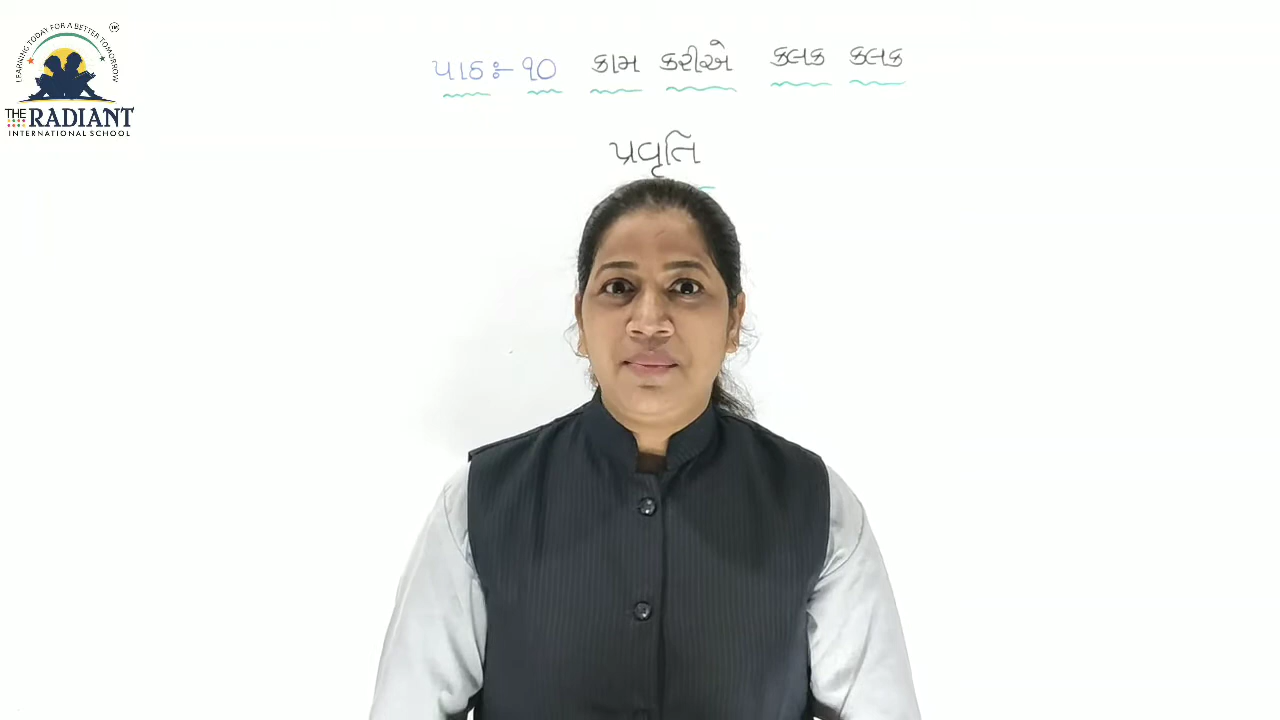 LEARNING TODAY FOR A BETTER TOMORROW
THE RADIANT
INTERNATIONAL SCHOOL
પાઠઃ- ૧૦ કામ કરીએ કલક કલક
પ્રવૃતિ